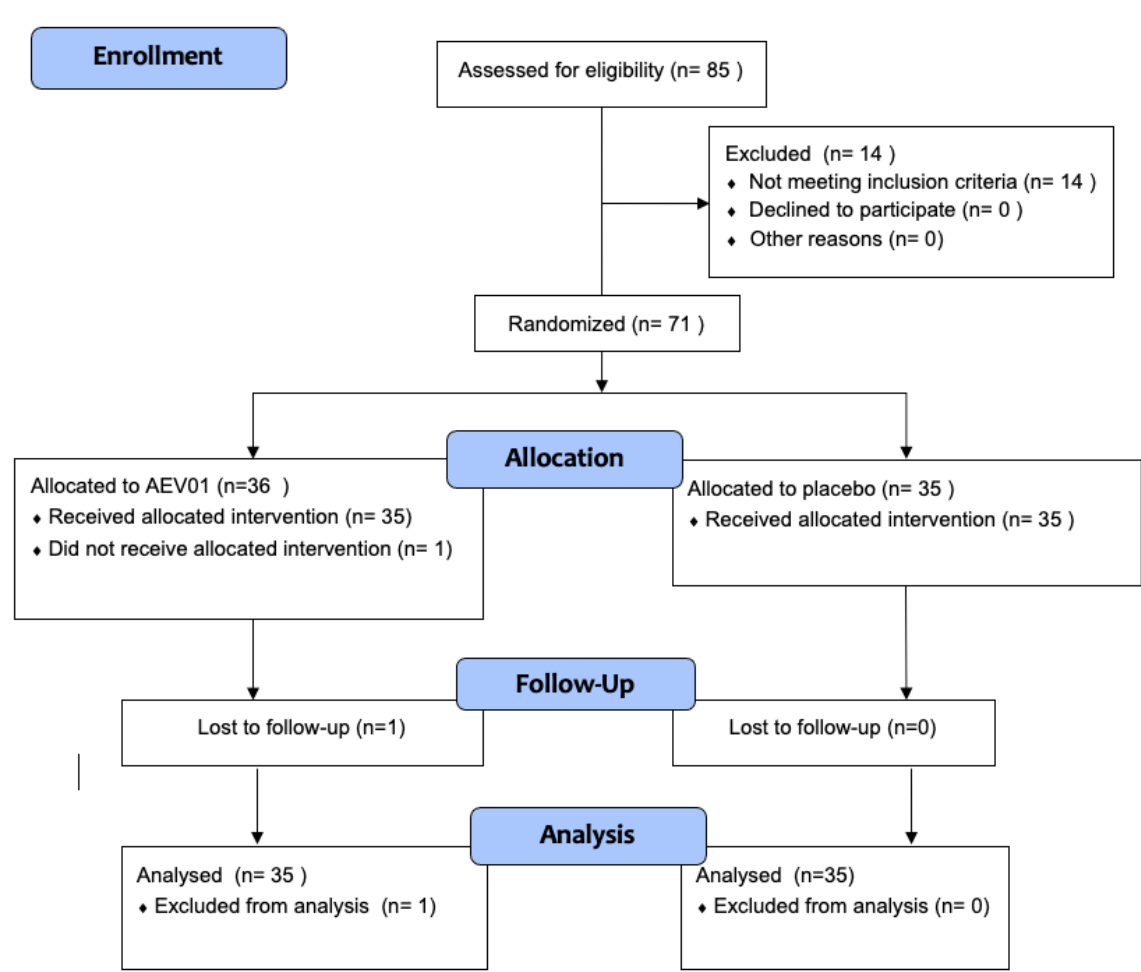 Enrollment
Assessed for eligibility (n= 85 )
Excluded (n= 14 )
♦ Not meeting inclusion criteria (n= 14 )
♦ Declined to participate (n= 0 )
♦ Other reasons (n= 0)
Randomized (n= 71 )
Allocation
Allocated to AEV01 (n=36 )
♦ Received allocated intervention (n= 35)
♦ Did not receive allocated intervention (n= 1)
Allocated to placebo (n= 35 )
♦ Received allocated intervention (n= 35 )
Follow-Up
Lost to follow-up (n=1)
Lost to follow-up (n=0)
Analysis
Analysed (n= 35 )
♦ Excluded from analysis (n= 1)
Analysed (n=35)
♦ Excluded from analysis (n= 0)